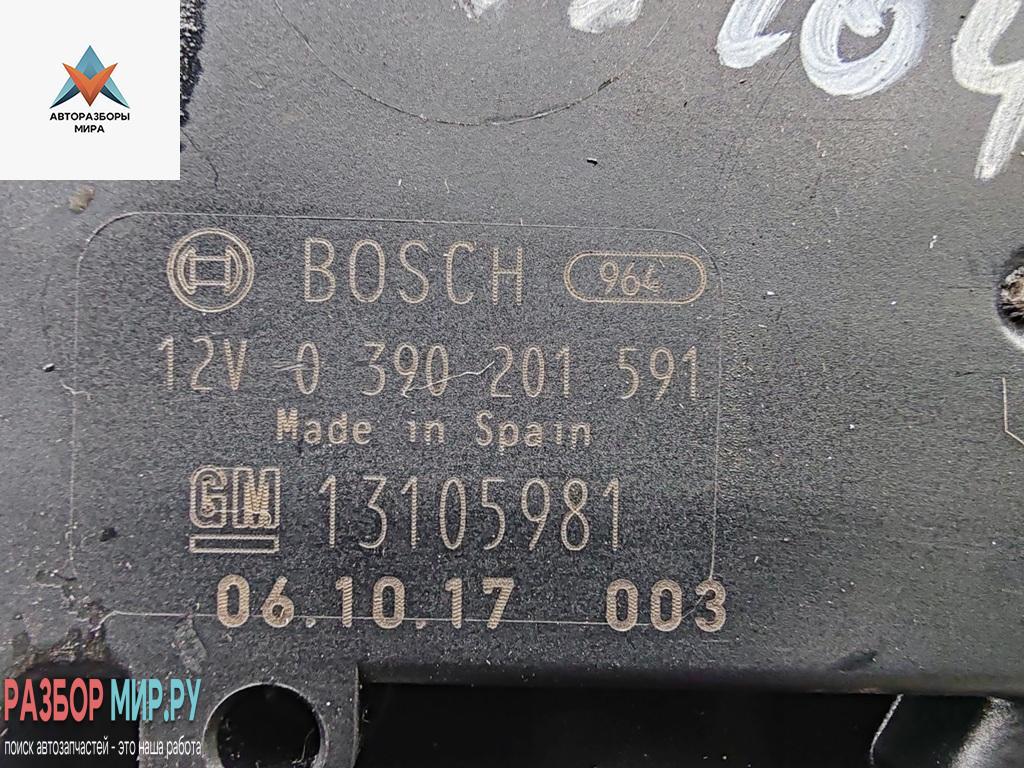 АВТОРАЗБОРЫ
МИРА
104
BOSCH 964
12V 0 390 201 591
Made in Spain
GM 13105981
06.10.17 003
РАЗБОР МИР.РУ
поиск автозапчастей - это наша работа